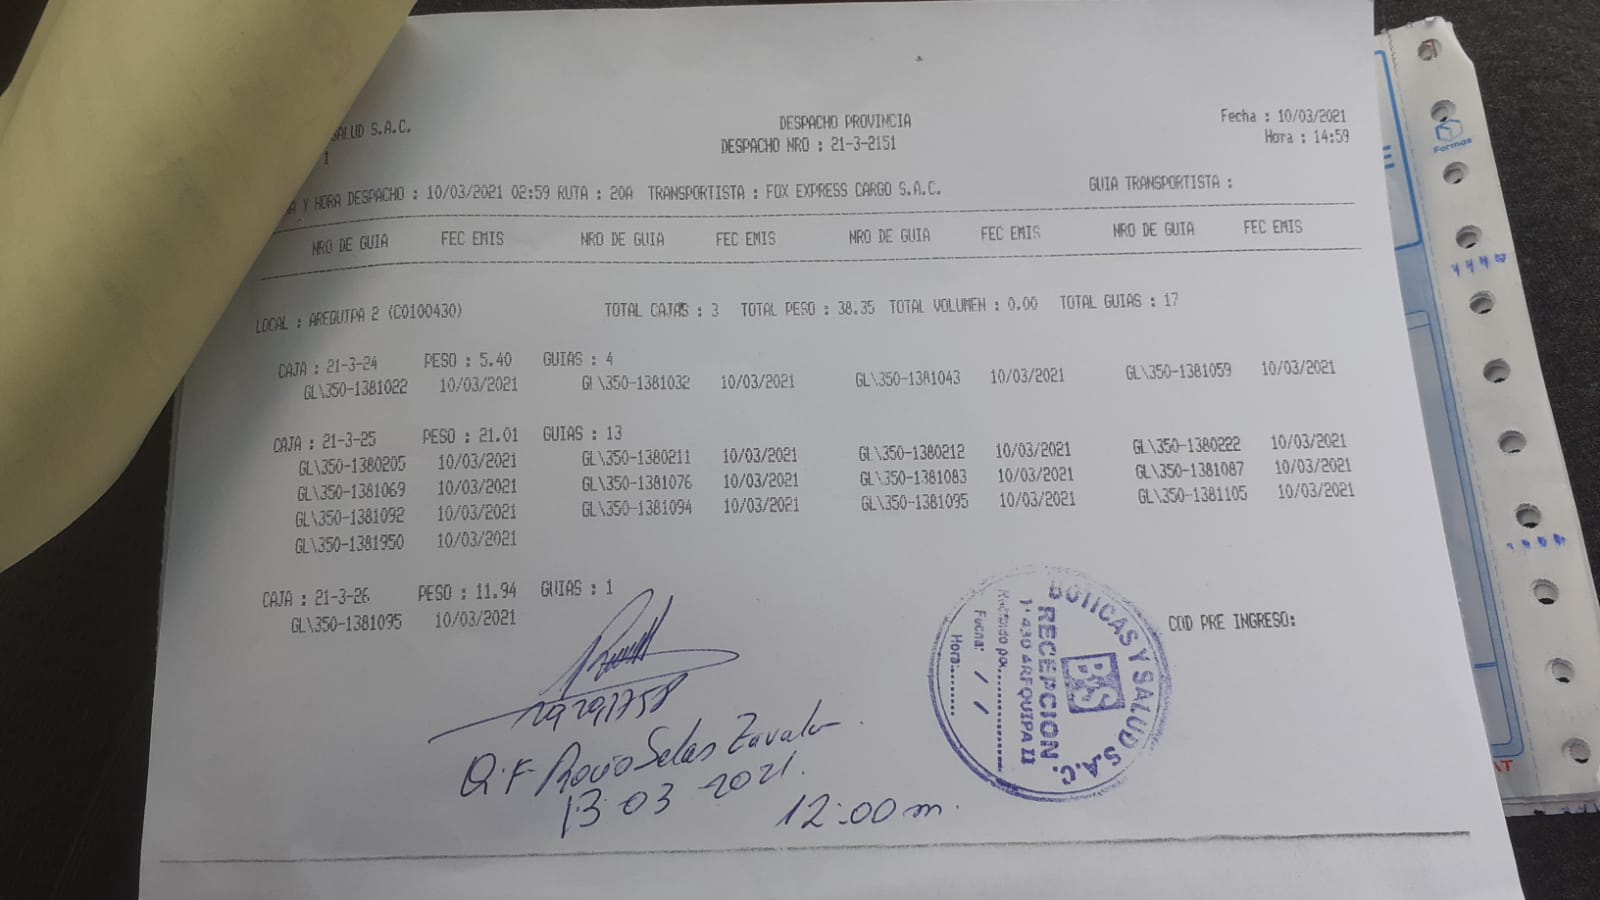 SALUD S.A.C.
DESPACHO PROVINCIA
Fecha : 10/03/2021
1
DESPACHO NRO : 21-3-2151
Hora : 14:59
A Y HORA DESPACHO : 10/03/2021 02:59 RUTA : 20A TRANSPORTISTA : FOX EXPRESS CARGO S.A.C. GUIA TRANSPORTISTA :
NRO DE GUIA FEC EMIS NRO DE GUIA FEC EMIS NRO DE GUIA FEC EMIS NRO DE GUIA FEC EMIS
LOCAL : AREQUIPA 2 (C0100430) TOTAL CAJAS : 3 TOTAL PESO : 38.35 TOTAL VOLUMEN : 0.00 TOTAL GUIAS : 17
CAJA : 21-3-24 PESO : 5.40 GUIAS : 4
GL\350-1381022 10/03/2021 GL\350-1381032 10/03/2021 GL\350-1381043 10/03/2021 GL\350-1381059 10/03/2021
CAJA : 21-3-25 PESO : 21.01 GUIAS : 13
GL\350-1380205 10/03/2021 GL\350-1380211 10/03/2021 GL\350-1380212 10/03/2021 GL\350-1380222 10/03/2021
GL\350-1381069 10/03/2021 GL\350-1381076 10/03/2021 GL\350-1381083 10/03/2021 GL\350-1381087 10/03/2021
GL\350-1381092 10/03/2021 GL\350-1381094 10/03/2021 GL\350-1381095 10/03/2021 GL\350-1381105 10/03/2021
GL\350-1381950 10/03/2021
CAJA : 21-3-26 PESO : 11.94 GUIAS : 1
GL\350-1381095 10/03/2021
COD PRE INGRESO:
29291758
Q.F Rocio Salas Zavala
13 03 2021.
12:00 m.
BOTICAS Y SALUD S.A.C.
BS
RECEPCION
430 AREQUIPA II
Recibido por
Fecha: / /
Hora:
Formas